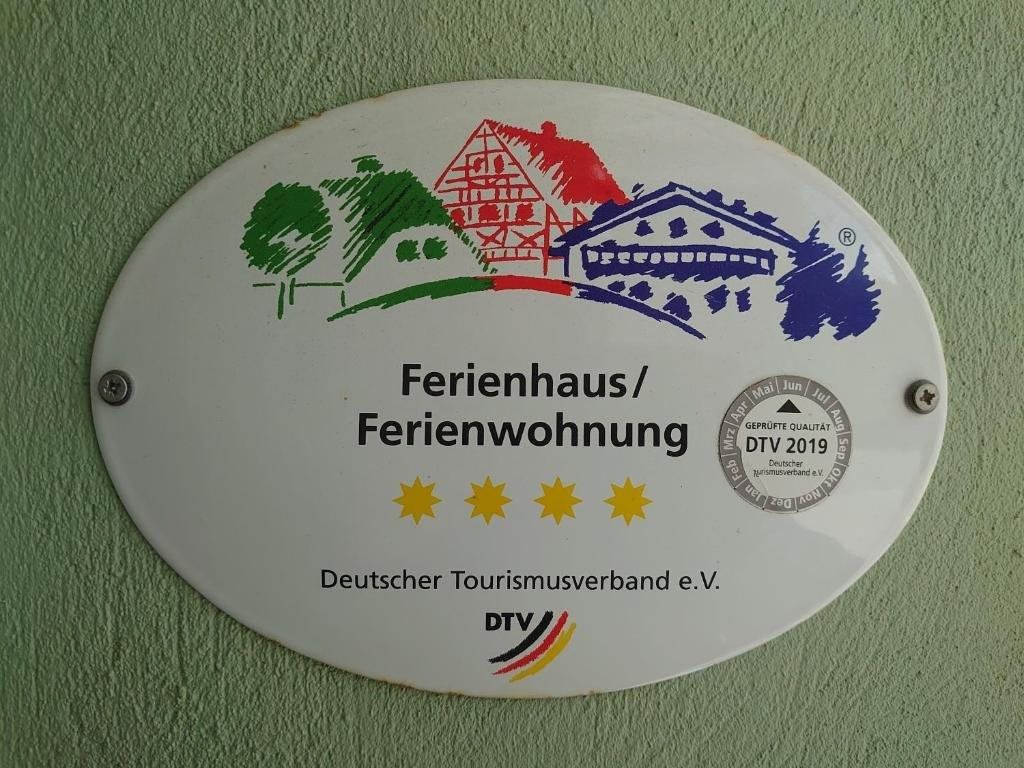 ®
Ferienhaus/
Ferienwohnung
Jan Feb Mrz Apr Mai Jun Jul Aug Sep Okt Nov Dez
GEPRÜFTE QUALITÄT
DTV 2019
Deutscher
Tourismusverband e.V.
Deutscher Tourismusverband e.V.
DTV